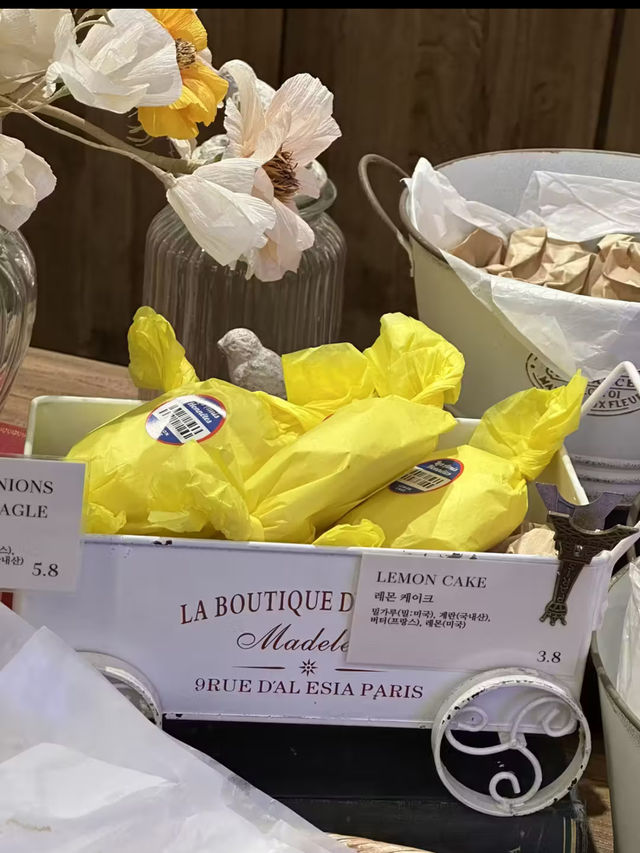 NIONS
AGLE
5.8
LA BOUTIQUE D
Madele
9RUE D'ALESIA PARIS
LEMON CAKE
레몬 케이크
밀가루(밀:미국), 계란(국내산),
버터(프랑스), 레몬(미국)
3.8